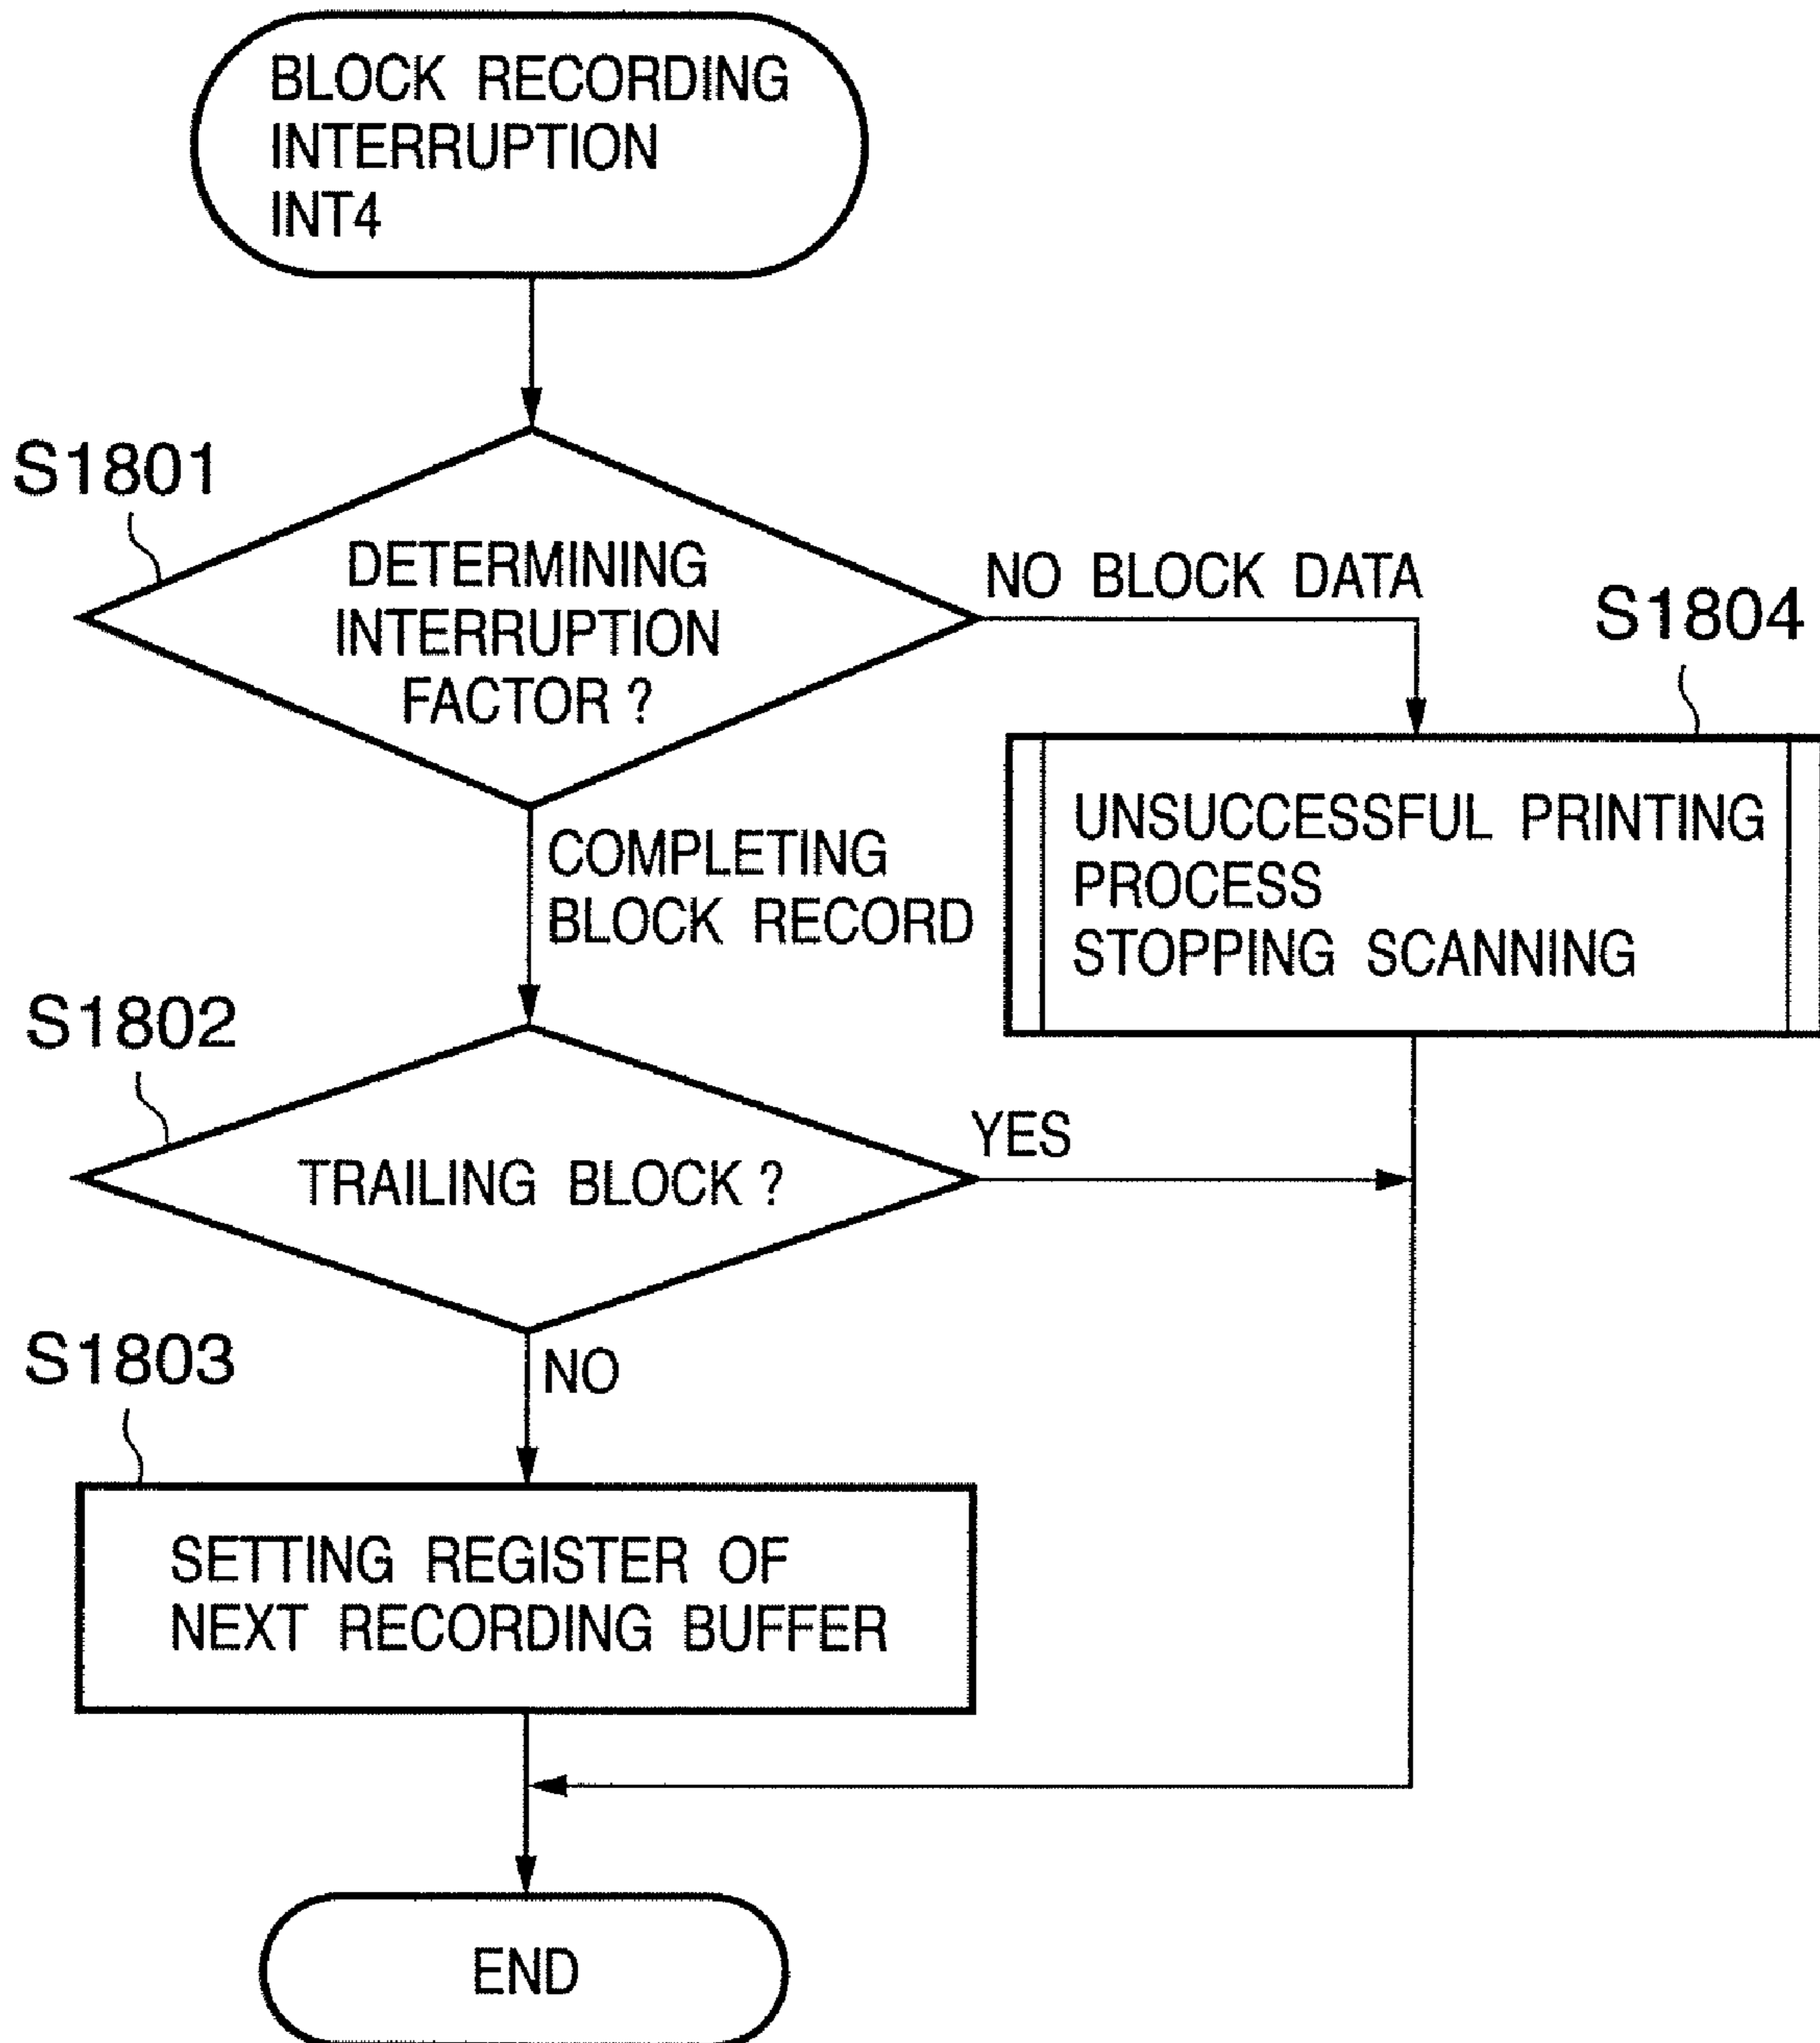 BLOCK RECORDING
INTERRUPTION
INT4
S1801
DETERMINING
INTERRUPTION
FACTOR ?
NO BLOCK DATA
S1804
UNSUCCESSFUL PRINTING
PROCESS
STOPPING SCANNING
COMPLETING
BLOCK RECORD
S1802
TRAILING BLOCK ?
YES
NO
S1803
SETTING REGISTER OF
NEXT RECORDING BUFFER
END